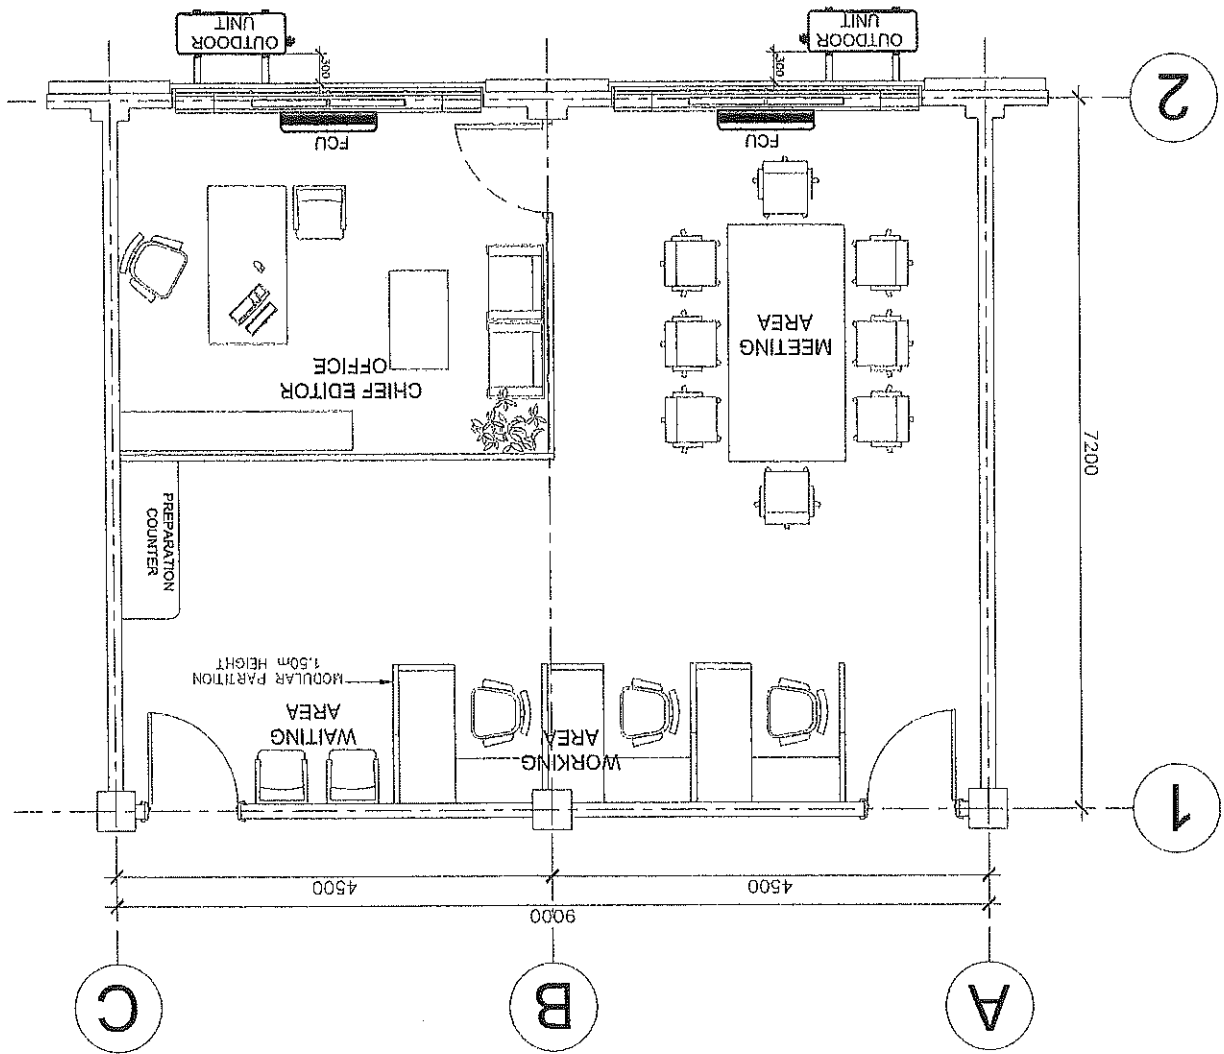 A
B
C
9000
4500
4500
1
WORKING
AREA
WAITING
AREA
MODULAR PARTITION
1.50m HEIGHT
PREPARATION
COUNTER
7200
MEETING
AREA
CHIEF EDITOR
OFFICE
FCU
FCU
2
300
300
OUTDOOR
UNIT
OUTDOOR
UNIT